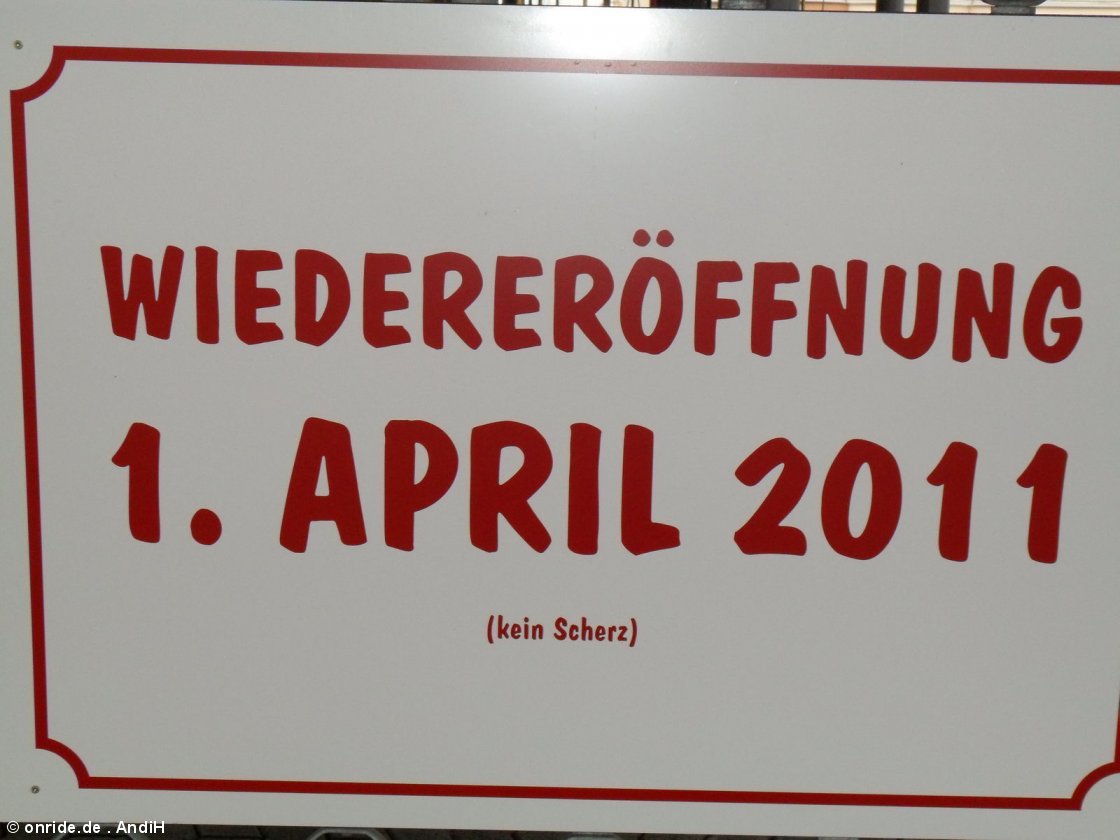 WIEDERERÖFFNUNG
1. APRIL 2011
(kein Scherz)
© onride.de . AndiH